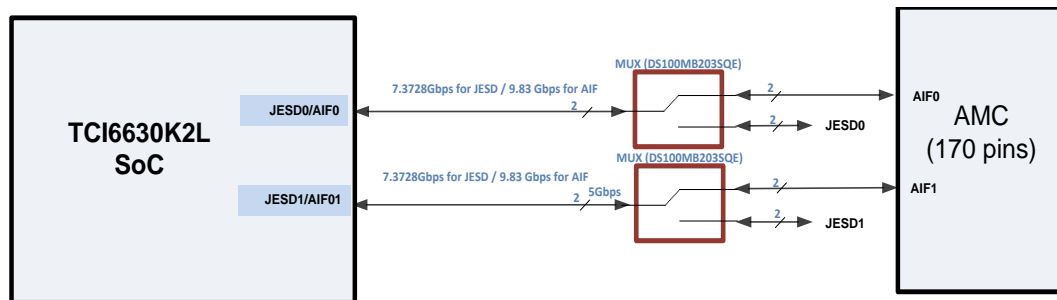 TCI6630K2L
SoC
JESD0/AIF0
JESD1/AIF01
7.3728Gbps for JESD / 9.83 Gbps for AIF
2
MUX (DS100MB203SQE)
2
AIF0
2
JESD0
7.3728Gbps for JESD / 9.83 Gbps for AIF
2
5Gbps
MUX (DS100MB203SQE)
2
AIF1
2
JESD1
AMC
(170 pins)